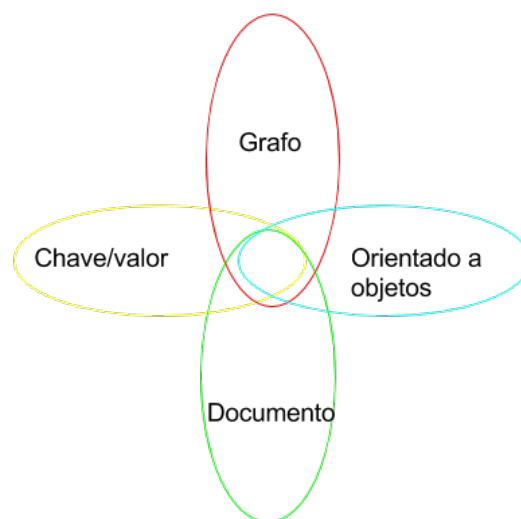 Grafo
Chave/valor
Orientado a
objetos
Documento